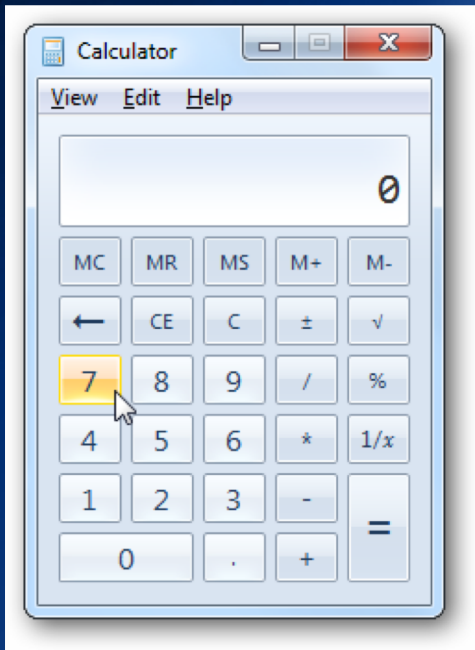 Calculator
View Edit Help
0
MC MR MS M+ M-
← CE C ± √
7 8 9 / %
4 5 6 * 1/x
1 2 3 - =
0 . +